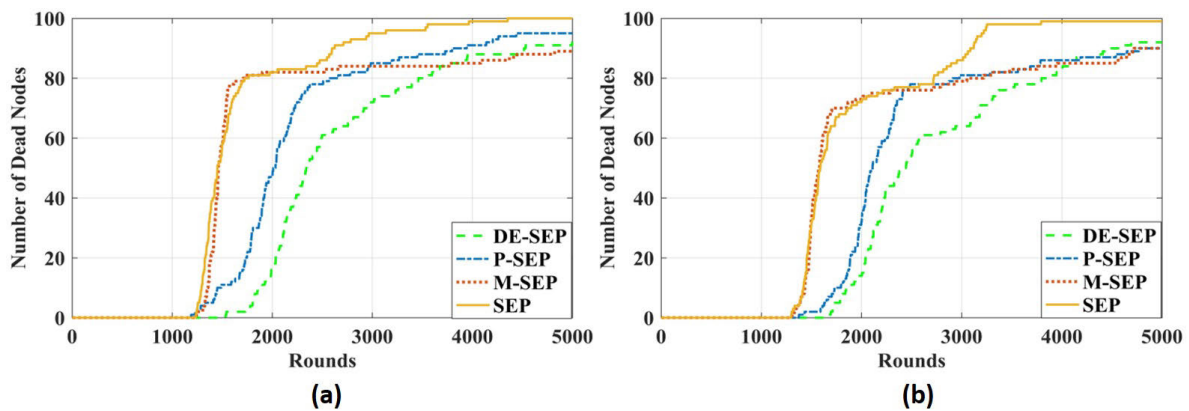 Number of Dead Nodes
100
80
60
40
20
0
DE-SEP
P-SEP
M-SEP
SEP
0 1000 2000 3000 4000 5000
Rounds
(a)
Number of Dead Nodes
100
80
60
40
20
0
DE-SEP
P-SEP
M-SEP
SEP
0 1000 2000 3000 4000 5000
Rounds
(b)